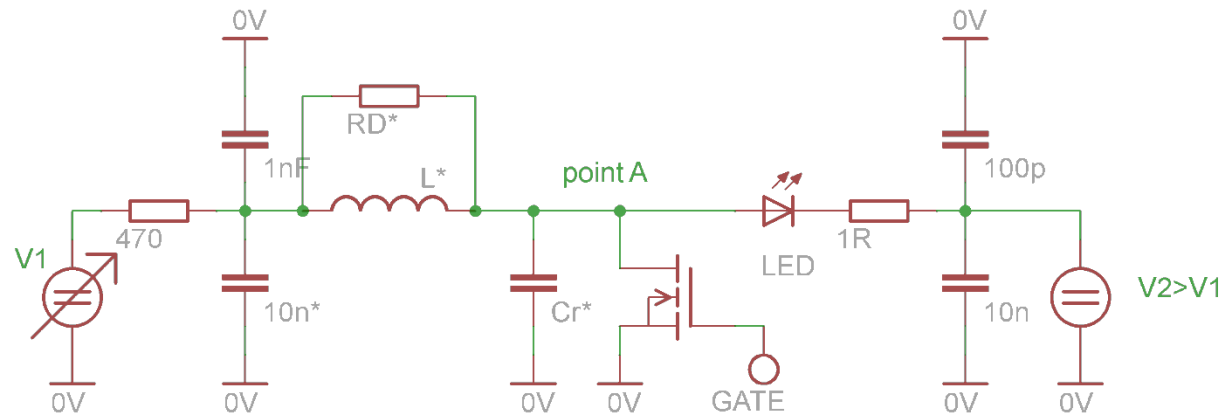 0V
0V
RD*
1nF
L*
point A
100p
470
1R
V1
LED
10n*
Cr*
V2>V1
10n
0V
0V
0V
0V
GATE
0V
0V